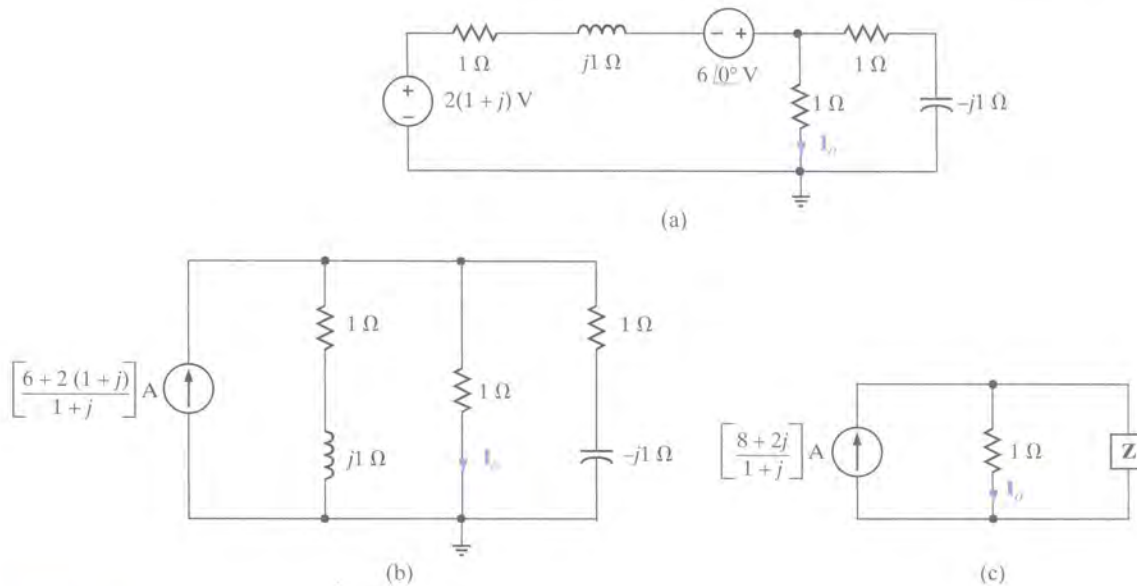 1 Ω
j1 Ω
6 /0° V
1 Ω
+
−
2(1 + j) V
− +
1 Ω
I_o
−j1 Ω
(a)
[6 + 2 (1 + j) / 1 + j] A
1 Ω
j1 Ω
1 Ω
I_o
1 Ω
−j1 Ω
(b)
[8 + 2j / 1 + j] A
1 Ω
I_o
Z
(c)